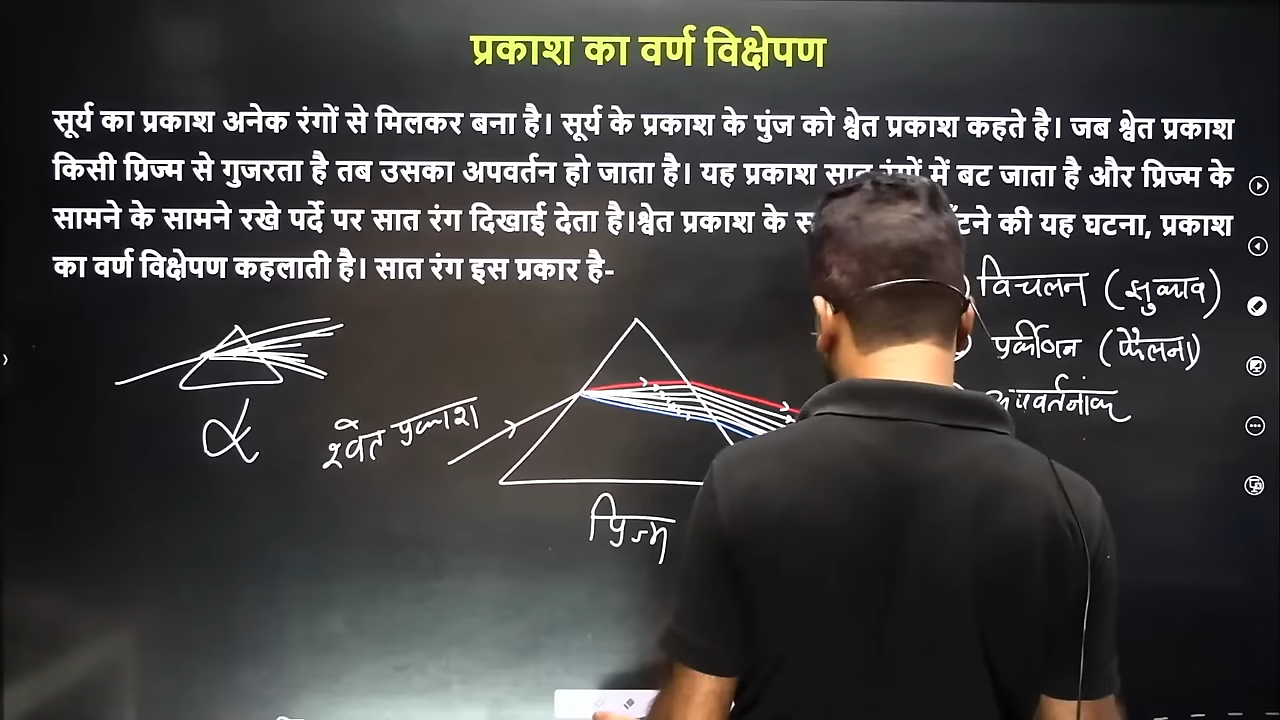 प्रकाश का वर्ण विक्षेपण
सूर्य का प्रकाश अनेक रंगों से मिलकर बना है। सूर्य के प्रकाश के पुंज को श्वेत प्रकाश कहते है। जब श्वेत प्रकाश
किसी प्रिज्म से गुजरता है तब उसका अपवर्तन हो जाता है। यह प्रकाश सात रंगों में बट जाता है और प्रिज्म के
सामने के सामने रखे पर्दे पर सात रंग दिखाई देता है।श्वेत प्रकाश के की यह घटना, प्रकाश
का वर्ण विक्षेपण कहलाती है। सात रंग इस प्रकार है-
विचलन (झुकाव)
प्रकीर्णन (फैलना)
अपवर्तनांक
श्वेत प्रकाश
प्रिज्म